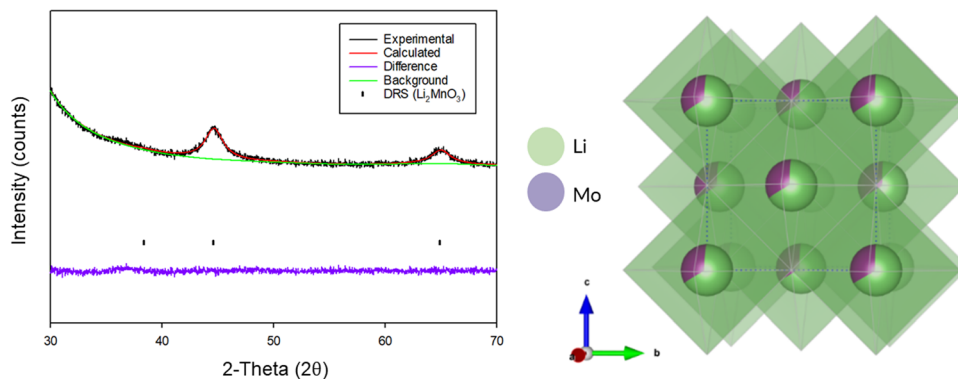 Intensity (counts)
Experimental
Calculated
Difference
Background
DRS (Li₂MnO₃)
30
40
50
60
70
2-Theta (2θ)
Li
Mo
c
a
b